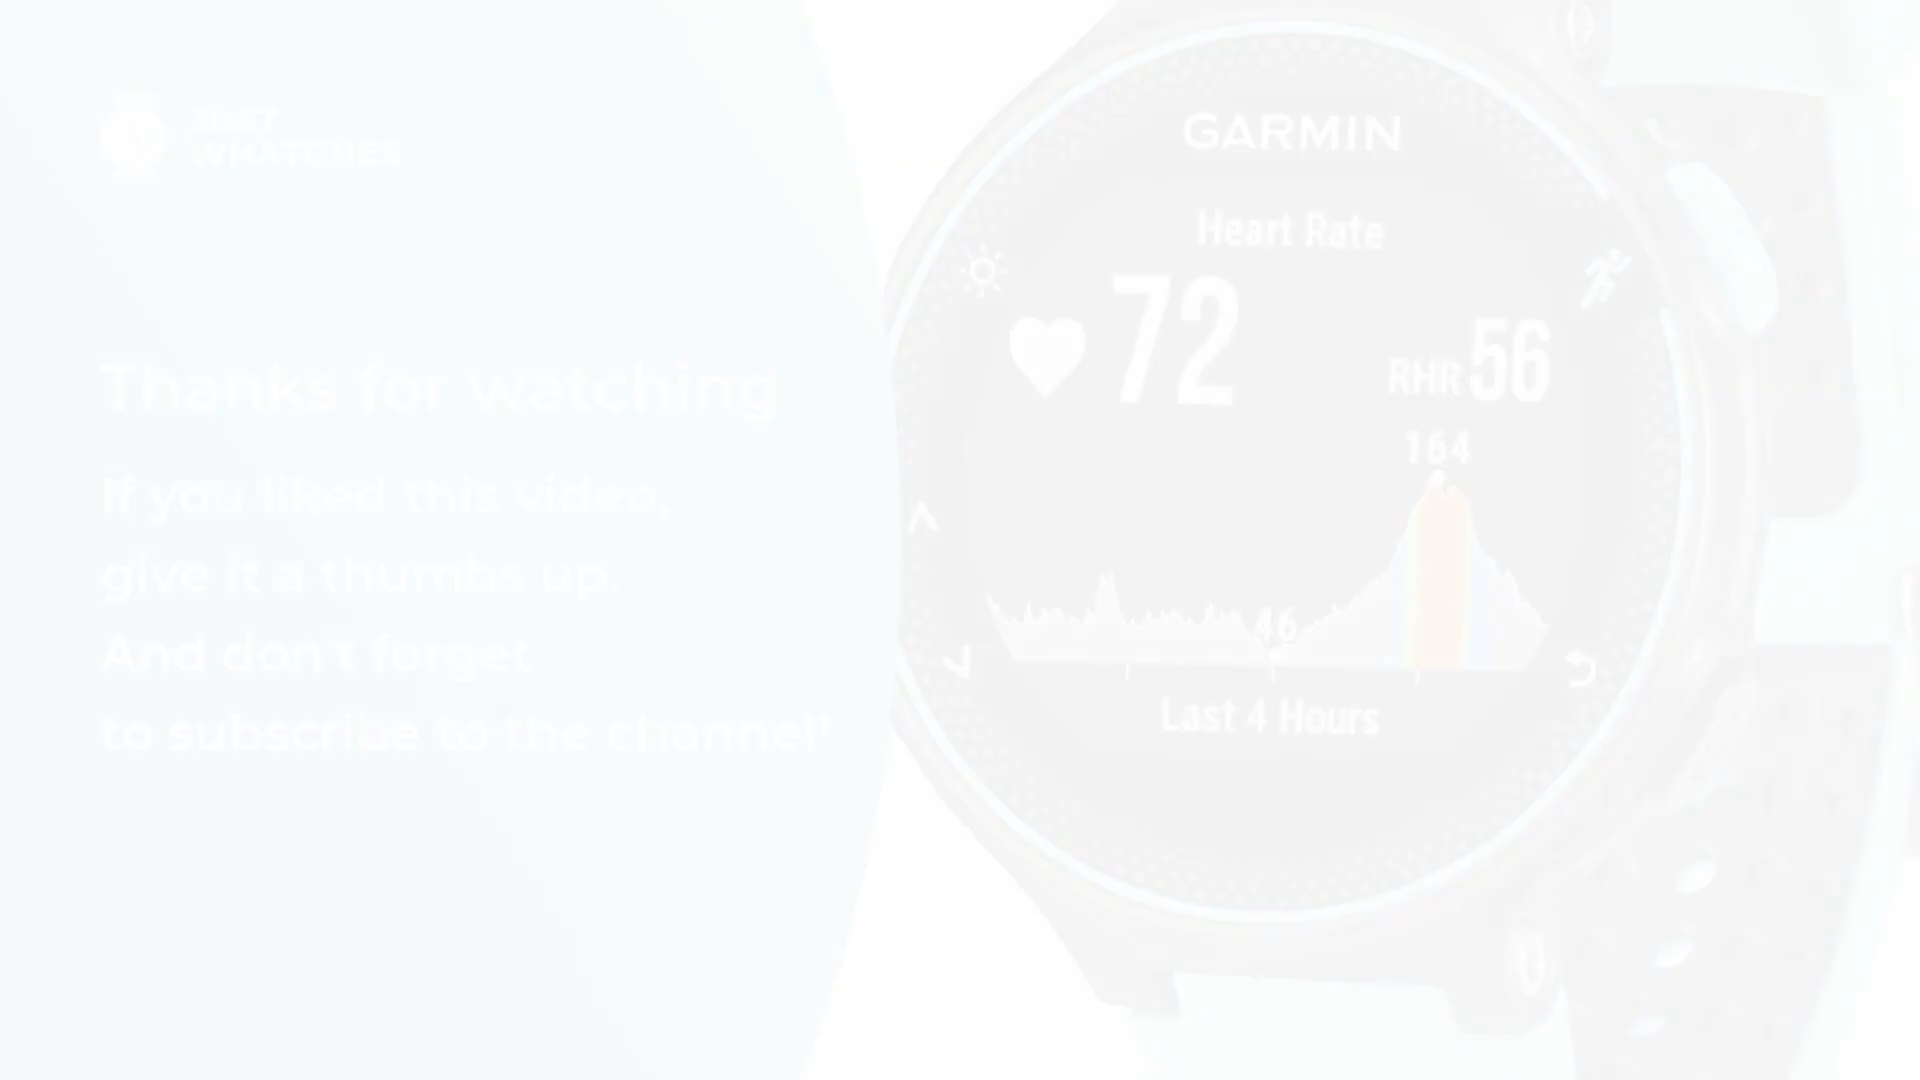 WHATCHES
Thanks for watching
If you liked this video,
give it a thumbs up.
And don't forget
to subscribe to the channel!
GARMIN
Heart Rate
72
RHR 56
164
46
Last 4 Hours